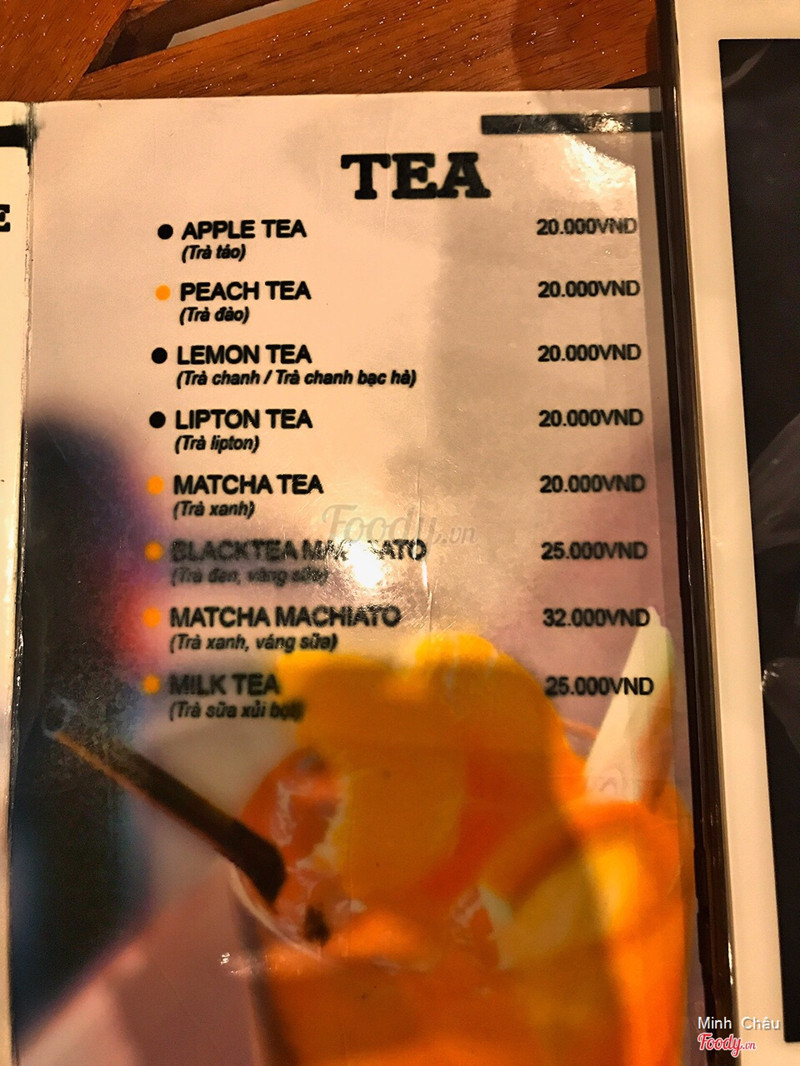 E
TEA
APPLE TEA 20.000VND
(Trà táo)
PEACH TEA 20.000VND
(Trà đào)
LEMON TEA 20.000VND
(Trà chanh / Trà chanh bạc hà)
LIPTON TEA 20.000VND
(Trà lipton)
MATCHA TEA 20.000VND
(Trà xanh)
Foody.vn
BLACKTEA 25.000VND
(Trà đen, váng sữa)
MATCHA MACHIATO 32.000VND
(Trà xanh, váng sữa)
MILK TEA 25.000VND
(Trà sữa xủi bọt)
Minh Châu
Foody.vn